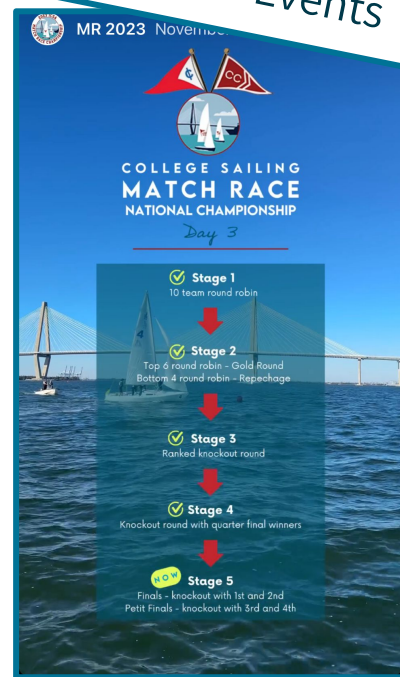 Events
MR 2023 November
COLLEGE SAILING
MATCH RACE
NATIONAL CHAMPIONSHIP
Day 3
Stage 1
10 team round robin
Stage 2
Top 6 round robin - Gold Round
Bottom 4 round robin - Repechage
Stage 3
Ranked knockout round
Stage 4
Knockout round with quarter final winners
NOW
Stage 5
Finals - knockout with 1st and 2nd
Petit Finals - knockout with 3rd and 4th